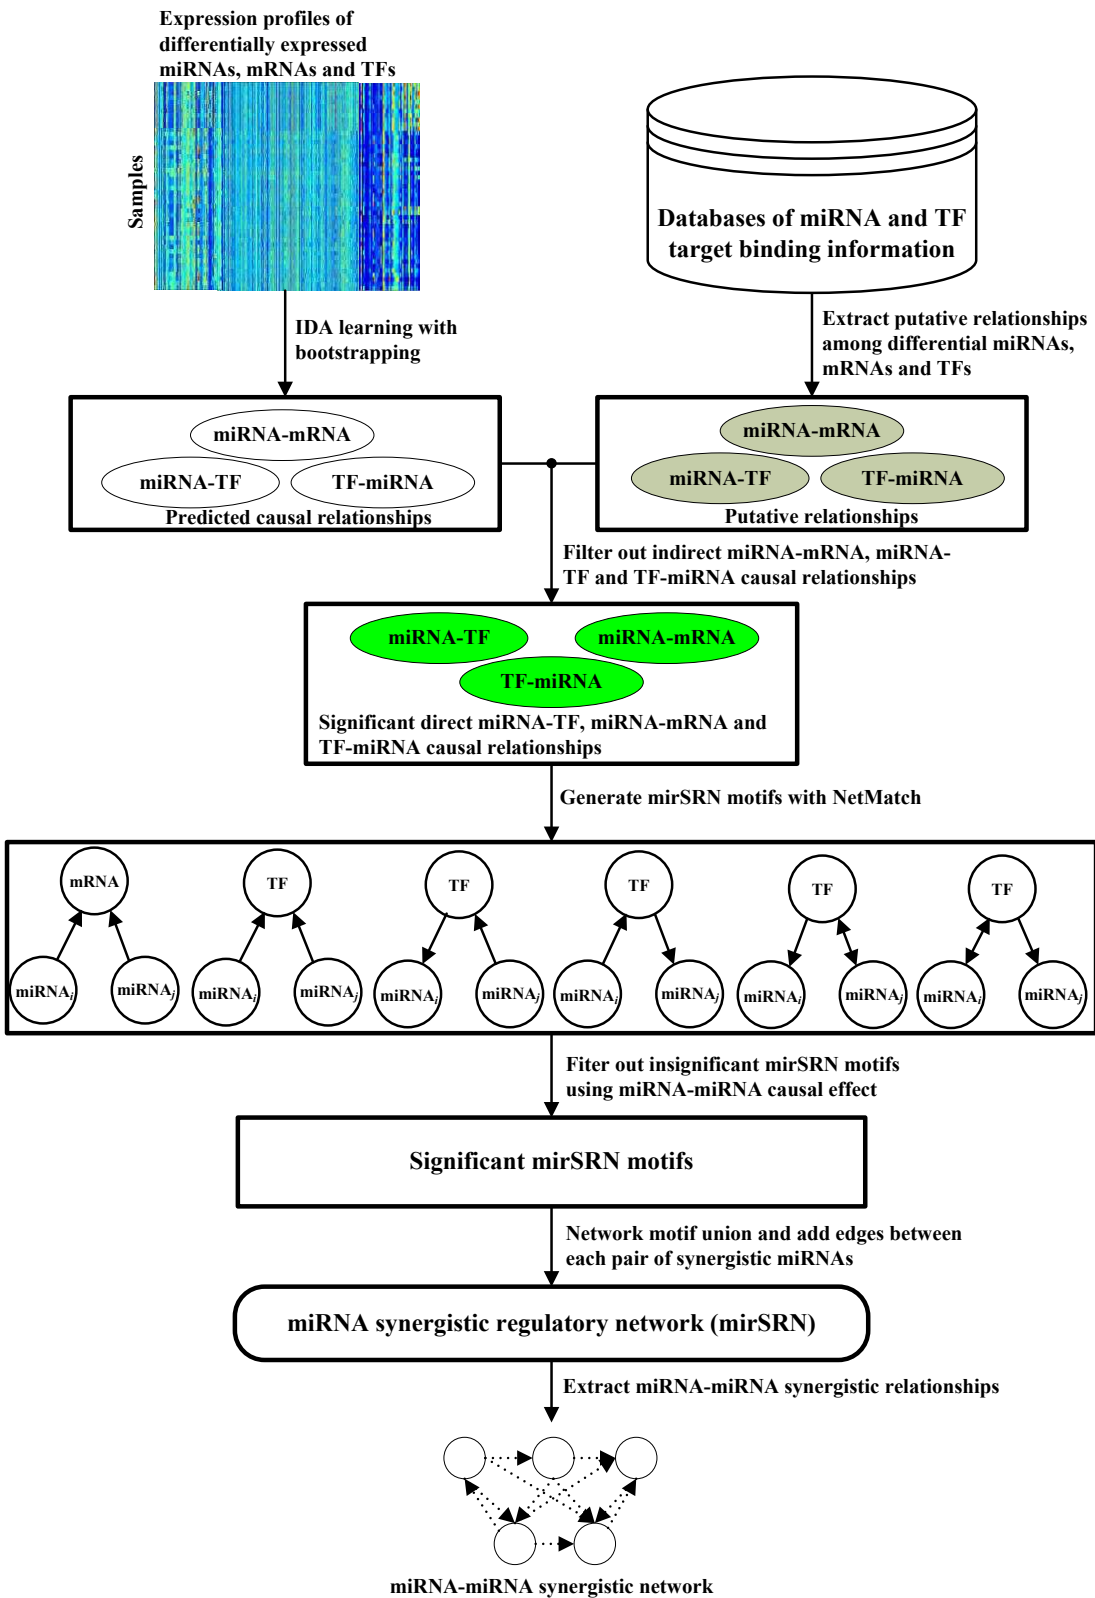 Expression profiles of
differentially expressed
miRNAs, mRNAs and TFs
Samples
Databases of miRNA and TF
target binding information
IDA learning with
bootstrapping
Extract putative relationships
among differential miRNAs,
mRNAs and TFs
miRNA-mRNA
miRNA-TF TF-miRNA
Predicted causal relationships
miRNA-mRNA
miRNA-TF TF-miRNA
Putative relationships
Filter out indirect miRNA-mRNA, miRNA-
TF and TF-miRNA causal relationships
miRNA-TF miRNA-mRNA
TF-miRNA
Significant direct miRNA-TF, miRNA-mRNA and
TF-miRNA causal relationships
Generate mirSRN motifs with NetMatch
mRNA TF TF TF TF TF
miRNAi miRNAj miRNAi miRNAj miRNAi miRNAj miRNAi miRNAj miRNAi miRNAj miRNAi miRNAj
Fiter out insignificant mirSRN motifs
using miRNA-miRNA causal effect
Significant mirSRN motifs
Network motif union and add edges between
each pair of synergistic miRNAs
miRNA synergistic regulatory network (mirSRN)
Extract miRNA-miRNA synergistic relationships
miRNA-miRNA synergistic network